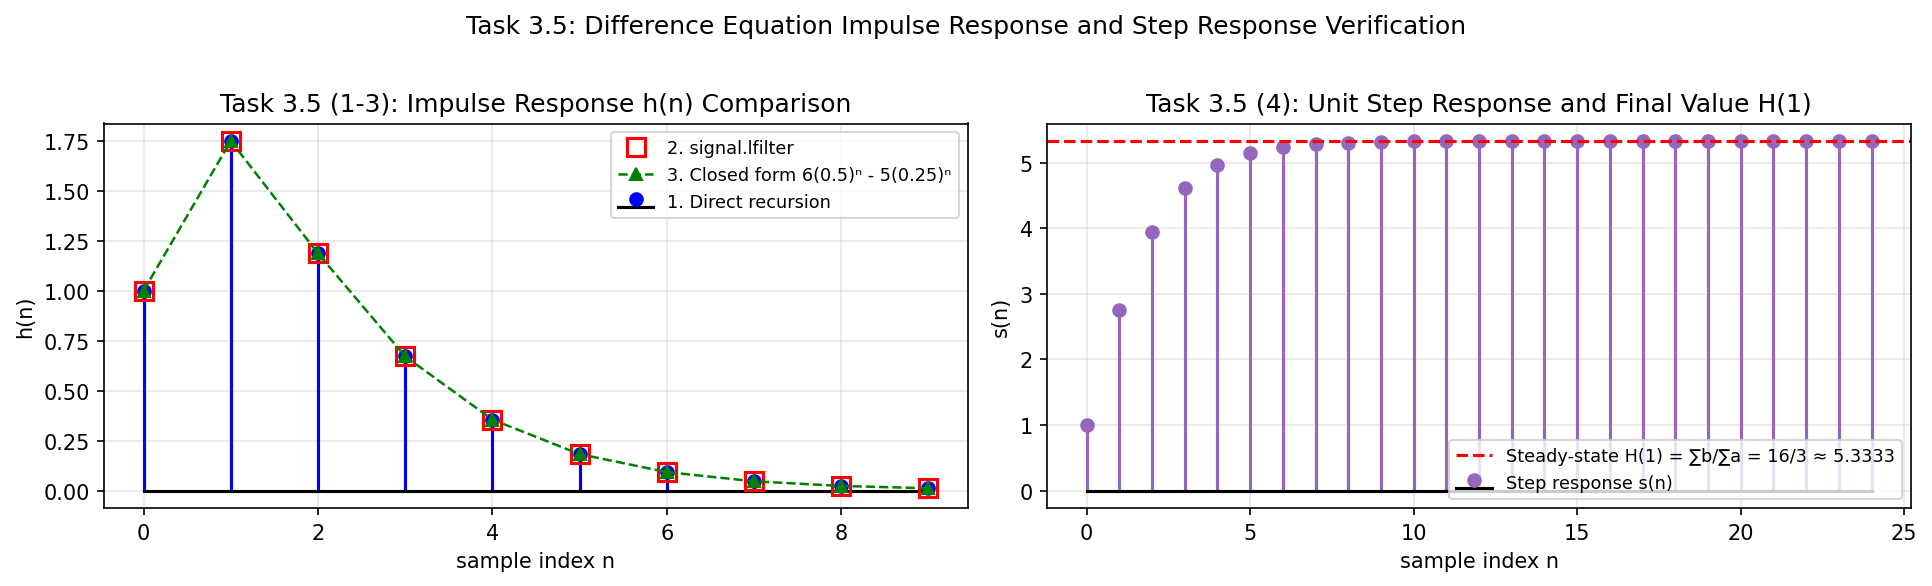 Task 3.5: Difference Equation Impulse Response and Step Response Verification
Task 3.5 (1-3): Impulse Response h(n) Comparison
h(n)
1.75
1.50
1.25
1.00
0.75
0.50
0.25
0.00
2. signal.lfilter
3. Closed form 6(0.5)ⁿ - 5(0.25)ⁿ
1. Direct recursion
0 2 4 6 8
sample index n
Task 3.5 (4): Unit Step Response and Final Value H(1)
s(n)
5
4
3
2
1
0
Steady-state H(1) = ∑b/∑a = 16/3 ≈ 5.3333
Step response s(n)
0 5 10 15 20 25
sample index n